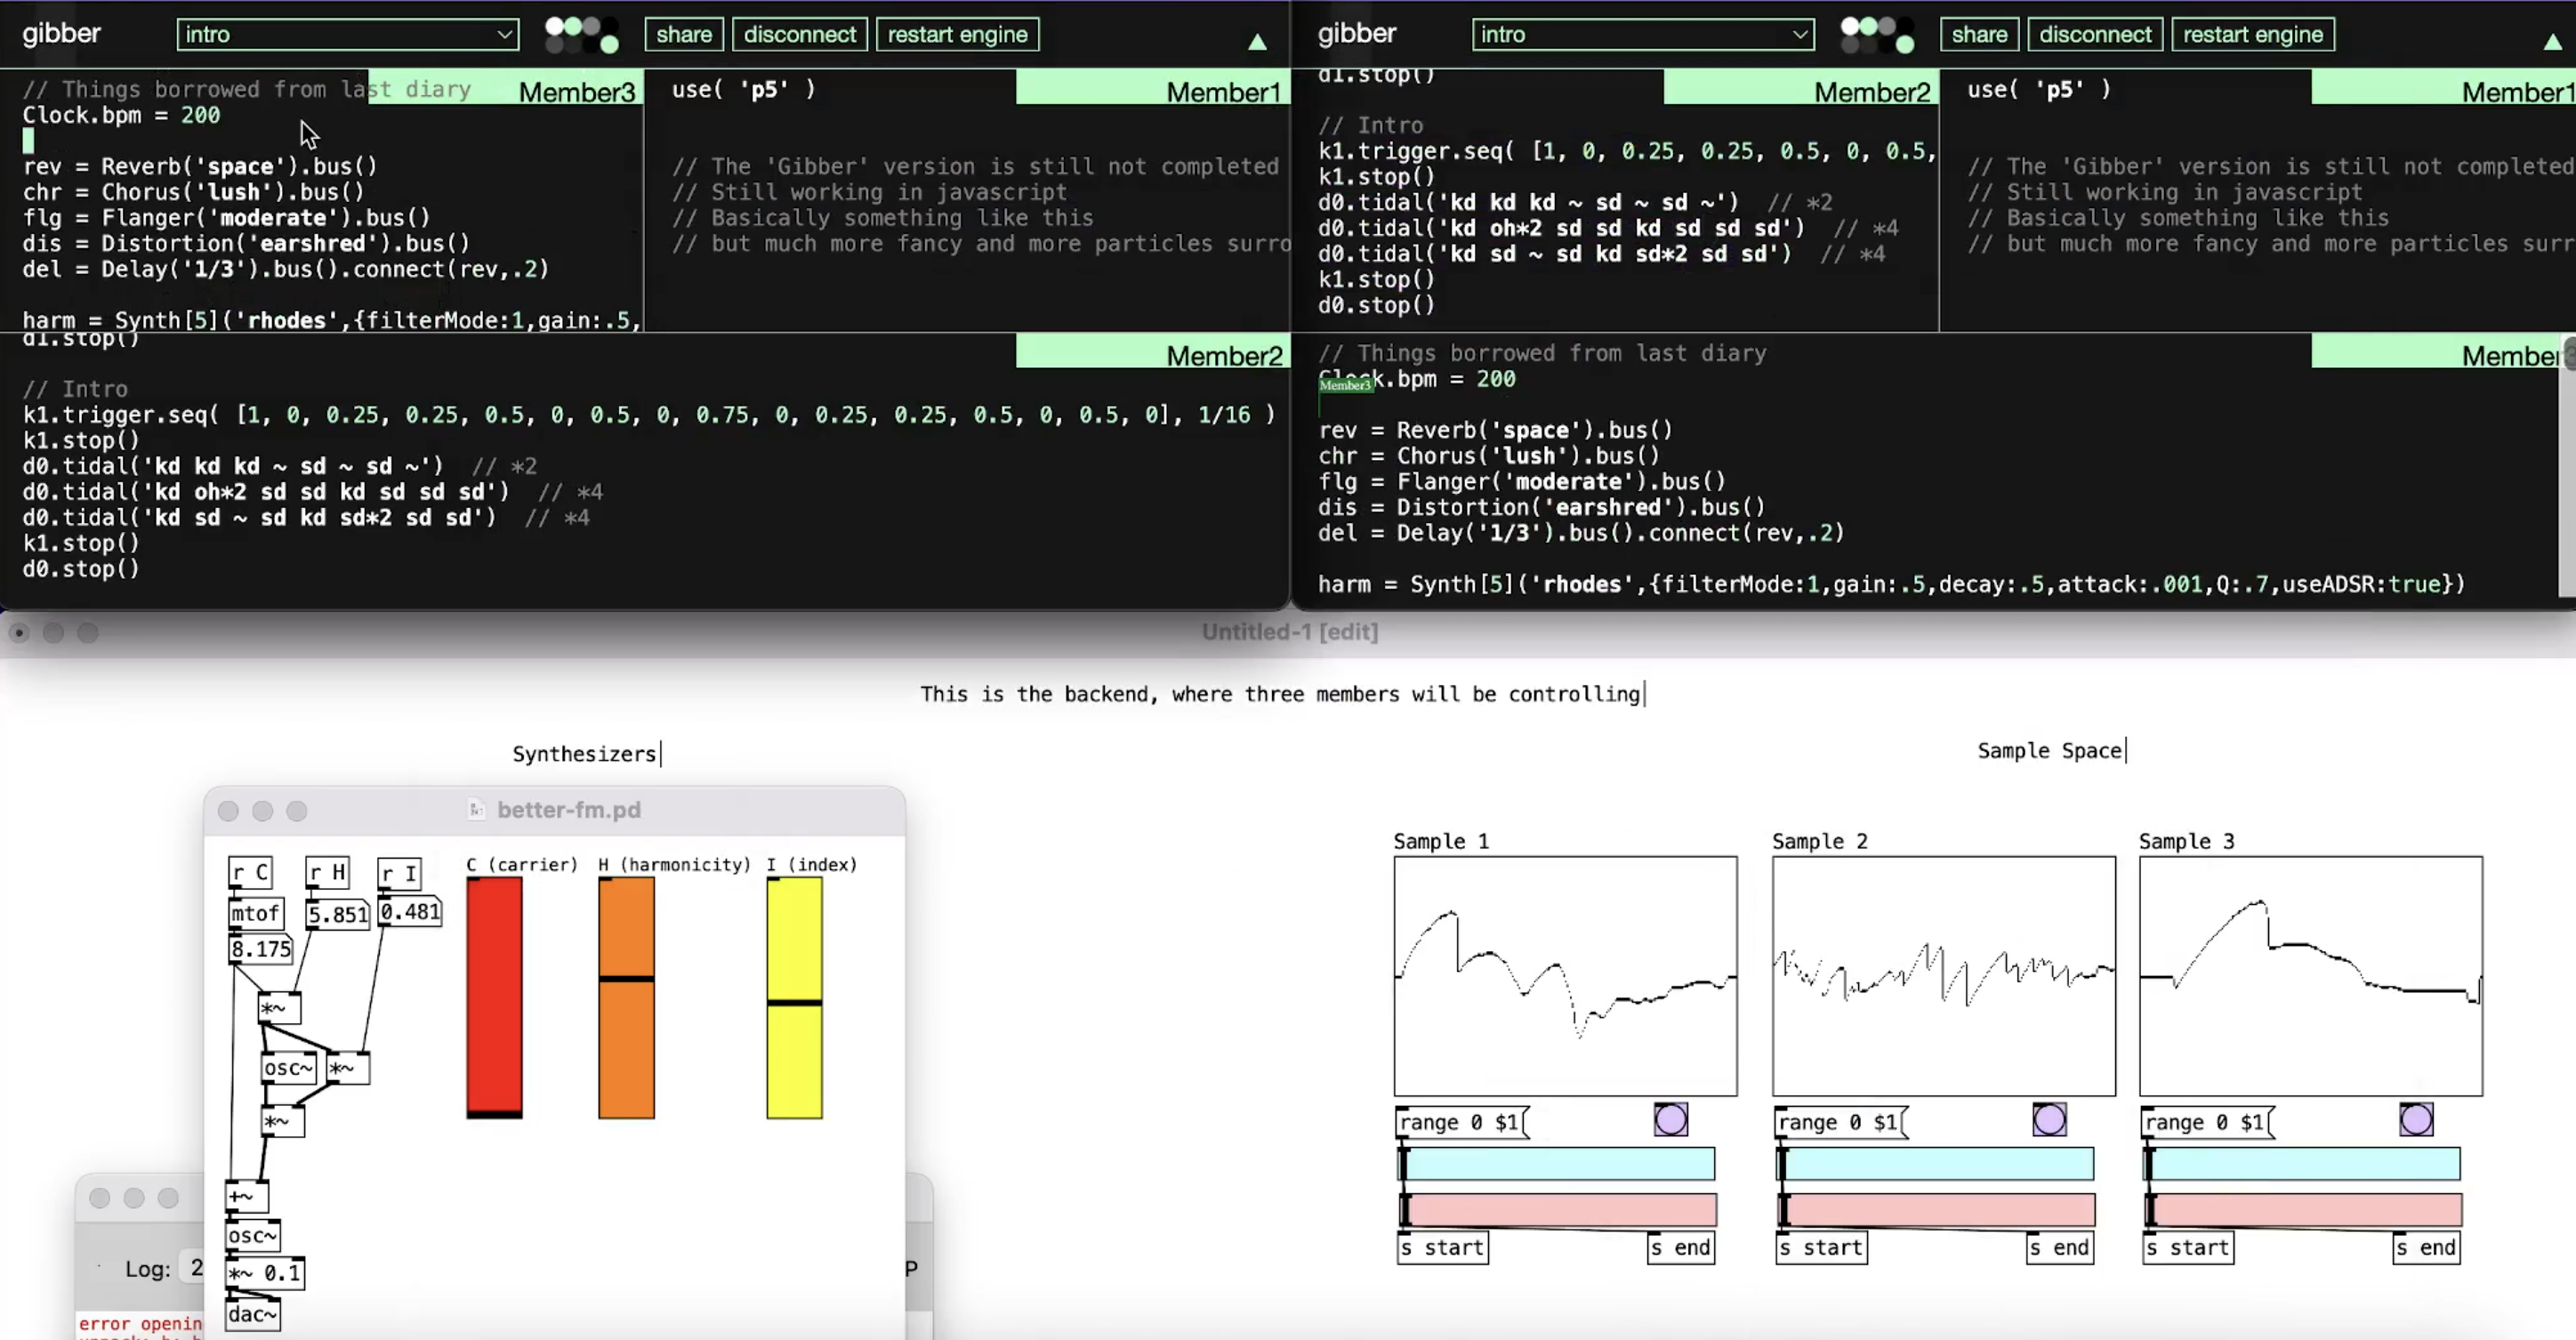 gibber
intro
share
disconnect
restart engine
// Things borrowed from last diary
Member3
Clock.bpm = 200
rev = Reverb('space').bus()
chr = Chorus('lush').bus()
flg = Flanger('moderate').bus()
dis = Distortion('earshred').bus()
del = Delay('1/3').bus().connect(rev,.2)
harm = Synth[5]('rhodes',{filterMode:1,gain:.5,
use( 'p5' )
Member1
// The 'Gibber' version is still not completed
// Still working in javascript
// Basically something like this
// but much more fancy and more particles surro
d1.stop()
Member2
// Intro
k1.trigger.seq( [1, 0, 0.25, 0.25, 0.5, 0, 0.5, 0, 0.75, 0, 0.25, 0.25, 0.5, 0, 0.5, 0], 1/16 )
k1.stop()
d0.tidal('kd kd kd ~ sd ~ sd ~')  // *2
d0.tidal('kd oh*2 sd sd kd sd sd sd')  // *4
d0.tidal('kd sd ~ sd kd sd*2 sd sd')  // *4
k1.stop()
d0.stop()
gibber
intro
share
disconnect
restart engine
d1.stop()
Member2
// Intro
k1.trigger.seq( [1, 0, 0.25, 0.25, 0.5, 0, 0.5,
k1.stop()
d0.tidal('kd kd kd ~ sd ~ sd ~')  // *2
d0.tidal('kd oh*2 sd sd kd sd sd sd')  // *4
d0.tidal('kd sd ~ sd kd sd*2 sd sd')  // *4
k1.stop()
d0.stop()
use( 'p5' )
Member1
// The 'Gibber' version is still not completed
// Still working in javascript
// Basically something like this
// but much more fancy and more particles surr
// Things borrowed from last diary
Member3
Clock.bpm = 200
Member3
rev = Reverb('space').bus()
chr = Chorus('lush').bus()
flg = Flanger('moderate').bus()
dis = Distortion('earshred').bus()
del = Delay('1/3').bus().connect(rev,.2)
harm = Synth[5]('rhodes',{filterMode:1,gain:.5,decay:.5,attack:.001,Q:.7,useADSR:true})
Untitled-1 [edit]
This is the backend, where three members will be controlling
Synthesizers
Sample Space
better-fm.pd
r C
r H
r I
C (carrier)
H (harmonicity)
I (index)
mtof
5.851
0.481
8.175
*~
osc~
*~
*~
+~
osc~
*~ 0.1
dac~
Log: 2
P
error openin
Sample 1
Sample 2
Sample 3
range 0 $1
range 0 $1
range 0 $1
s start
s end
s start
s end
s start
s end